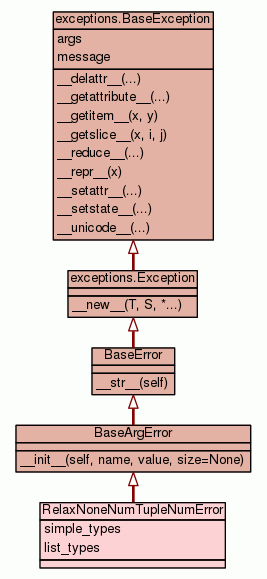 exceptions.BaseException
args
message
__delattr__(...)
__getattribute__(...)
__getitem__(x, y)
__getslice__(x, i, j)
__reduce__(...)
__repr__(x)
__setattr__(...)
__setstate__(...)
__unicode__(...)
exceptions.Exception
__new__(T, S, *...)
BaseError
__str__(self)
BaseArgError
__init__(self, name, value, size=None)
RelaxNoneNumTupleNumError
simple_types
list_types